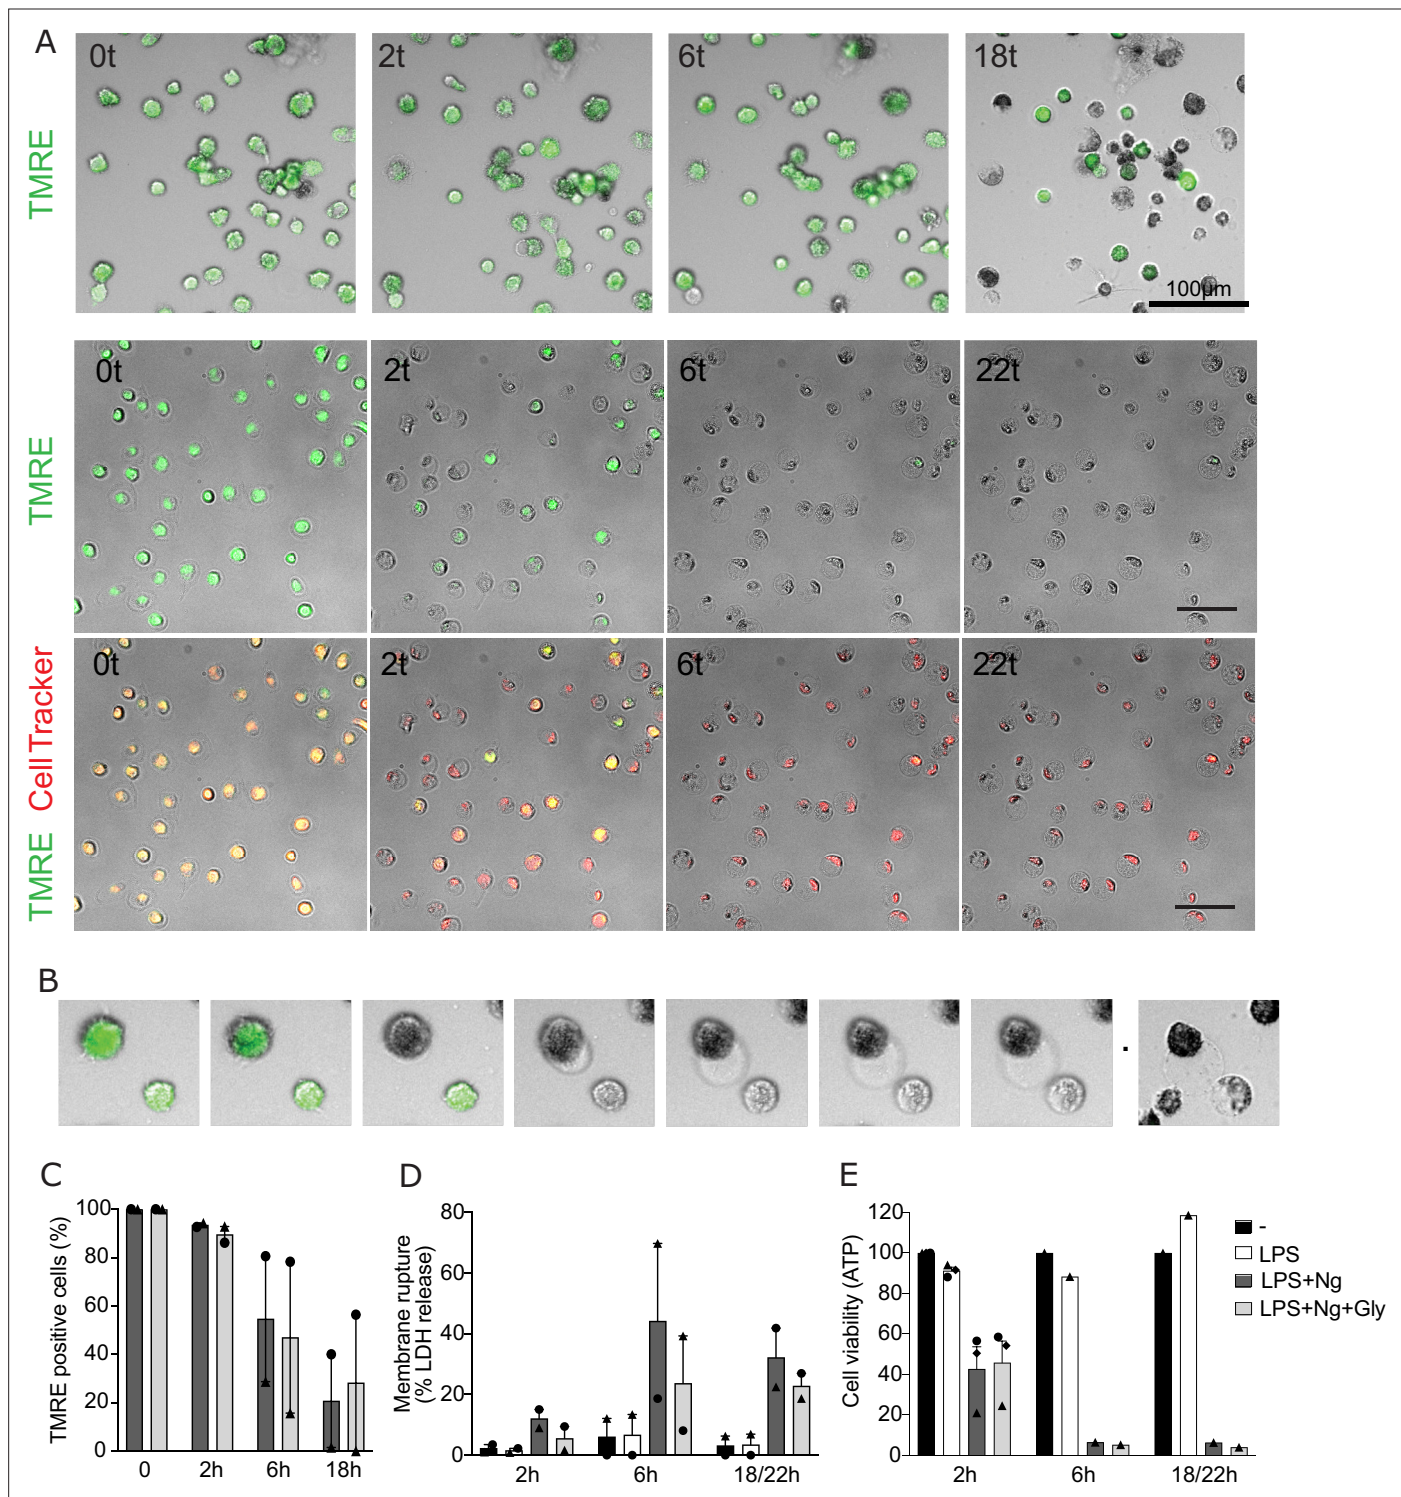 A
0t
2t
6t
18t
TMRE
100μm
0t
2t
6t
22t
TMRE
0t
2t
6t
22t
TMRE Cell Tracker
B
C
TMRE positive cells (%)
100
80
60
40
20
0
0
2h
6h
18h
D
Membrane rupture
(% LDH release)
80
60
40
20
0
2h
6h
18/22h
E
Cell viability (ATP)
120
100
80
60
40
20
0
2h
6h
18/22h
-
LPS
LPS+Ng
LPS+Ng+Gly